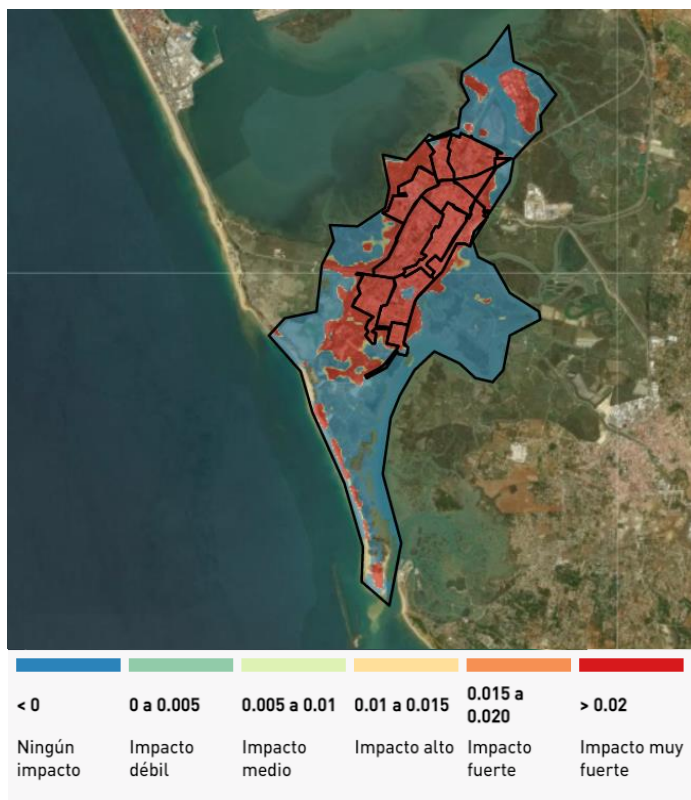 < 0
0 a 0.005
0.005 a 0.01
0.01 a 0.015
0.015 a
0.020
> 0.02
Ningún
impacto
Impacto
débil
Impacto
medio
Impacto alto
Impacto
fuerte
Impacto muy
fuerte